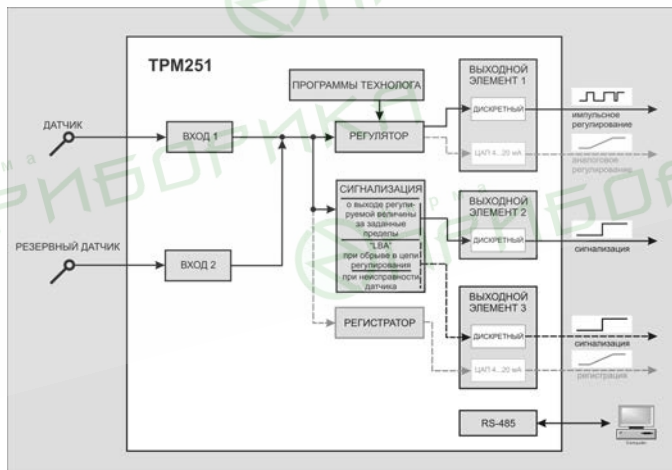 ТРМ251
ПРОГРАММЫ ТЕХНОЛОГА
ДАТЧИК
ВХОД 1
РЕГУЛЯТОР
ВЫХОДНОЙ
ЭЛЕМЕНТ 1
ДИСКРЕТНЫЙ
ЦАП 4...20 мА
импульсное
регулирование
аналоговое
регулирование
СИГНАЛИЗАЦИЯ
о выходе регули-
руемой величины
за заданные
пределы
"LBA"
при обрыве в цепи
регулирования
при неисправности
датчика
ВЫХОДНОЙ
ЭЛЕМЕНТ 2
ДИСКРЕТНЫЙ
сигнализация
РЕЗЕРВНЫЙ ДАТЧИК
ВХОД 2
РЕГИСТРАТОР
ВЫХОДНОЙ
ЭЛЕМЕНТ 3
ДИСКРЕТНЫЙ
ЦАП 4...20 мА
сигнализация
регистрация
RS-485
ПРИБОРИКА